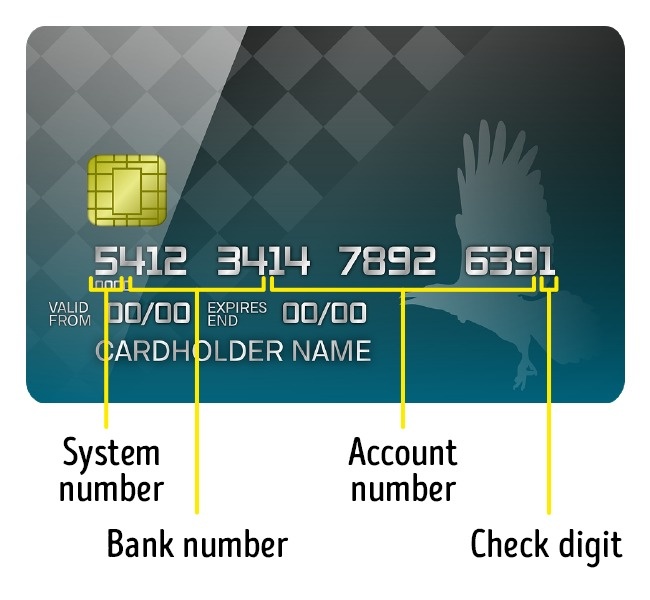 5412 3414 7892 6391
VALID FROM 00/00 EXPIRES END 00/00
CARDHOLDER NAME
System number
Account number
Bank number
Check digit